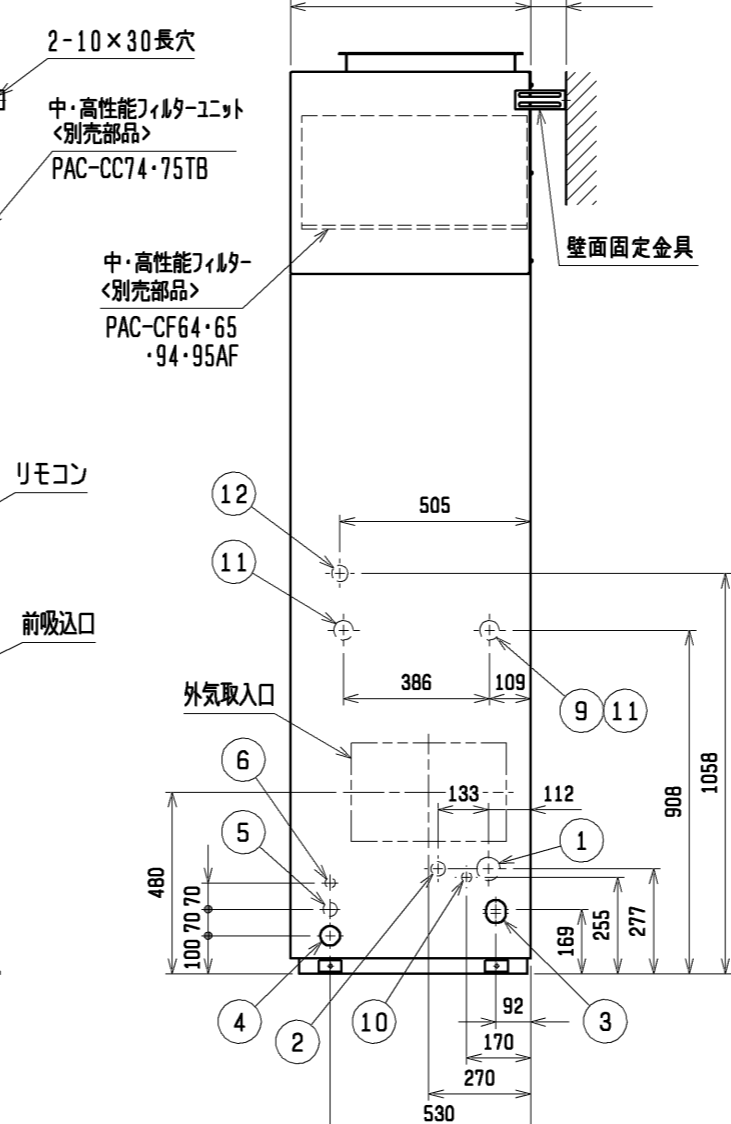 2-10×30長穴
中・高性能フィルターユニット
<別売部品>
PAC-CC74・75TB
壁面固定金具
中・高性能フィルター
<別売部品>
PAC-CF64・65
・94・95AF
リモコン
12
505
11
前吸込口
386
109
9
11
外気取入口
6
133
112
5
1
1058
908
480
70
70
100
169
255
277
4
2
10
92
3
170
270
530